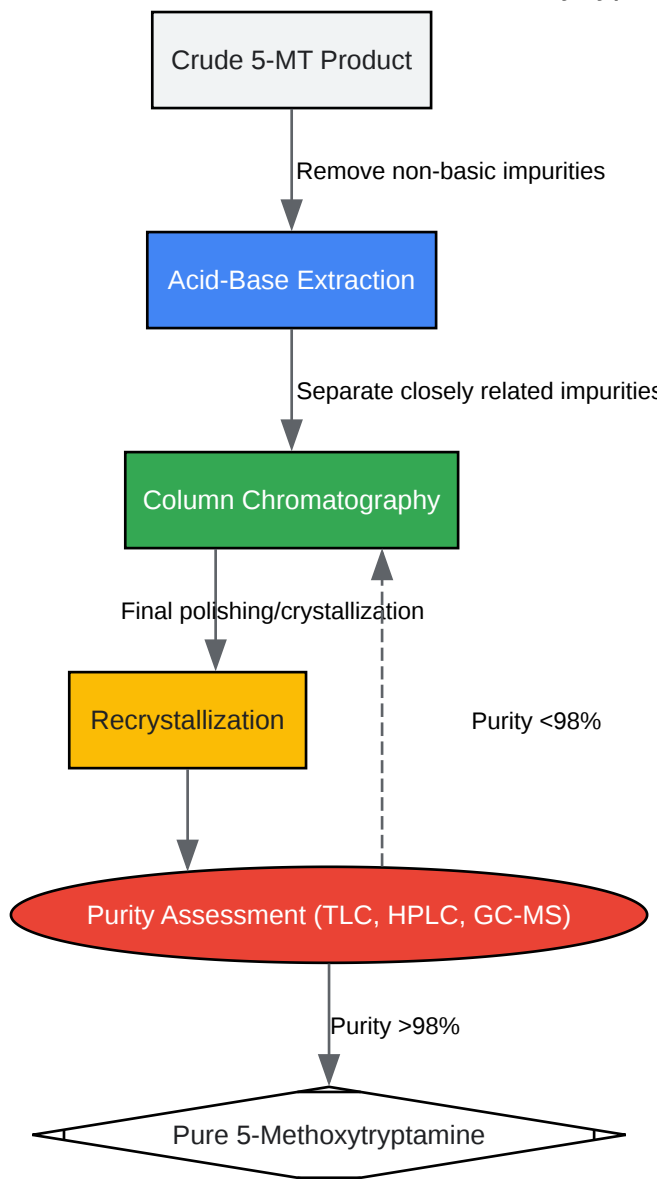 Crude 5-MT Product
Remove non-basic impurities
Acid-Base Extraction
Separate closely related impurities
Column Chromatography
Final polishing/crystallization
Recrystallization
Purity <98%
Purity Assessment (TLC, HPLC, GC-MS)
Purity >98%
Pure 5-Methoxytryptamine